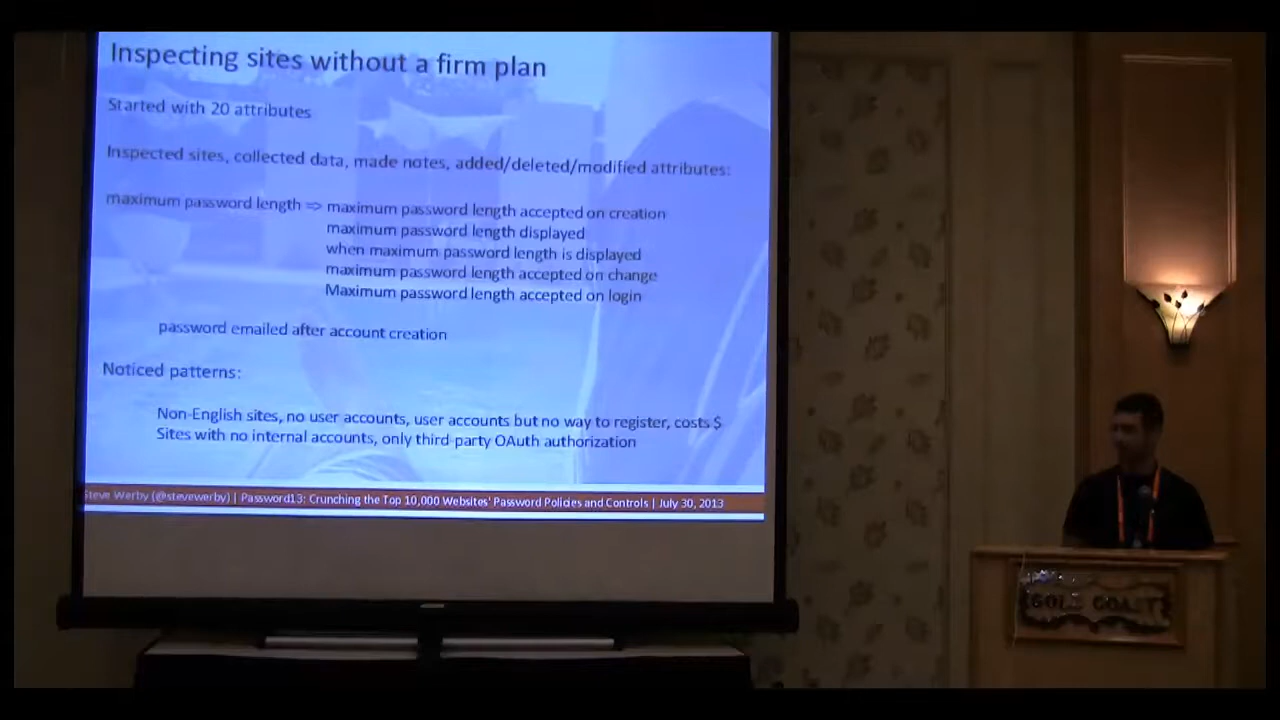 Inspecting sites without a firm plan
Started with 20 attributes
Inspected sites, collected data, made notes, added/deleted/modified attributes:
maximum password length => maximum password length accepted on creation
maximum password length displayed
when maximum password length is displayed
maximum password length accepted on change
Maximum password length accepted on login
password emailed after account creation
Noticed patterns:
Non-English sites, no user accounts, user accounts but no way to register, costs $
Sites with no internal accounts, only third-party OAuth authorization
Steve Werby (@stevewerby) | Password13: Crunching the Top 10,000 Websites' Password Policies and Controls | July 30, 2013
GOLD COAST